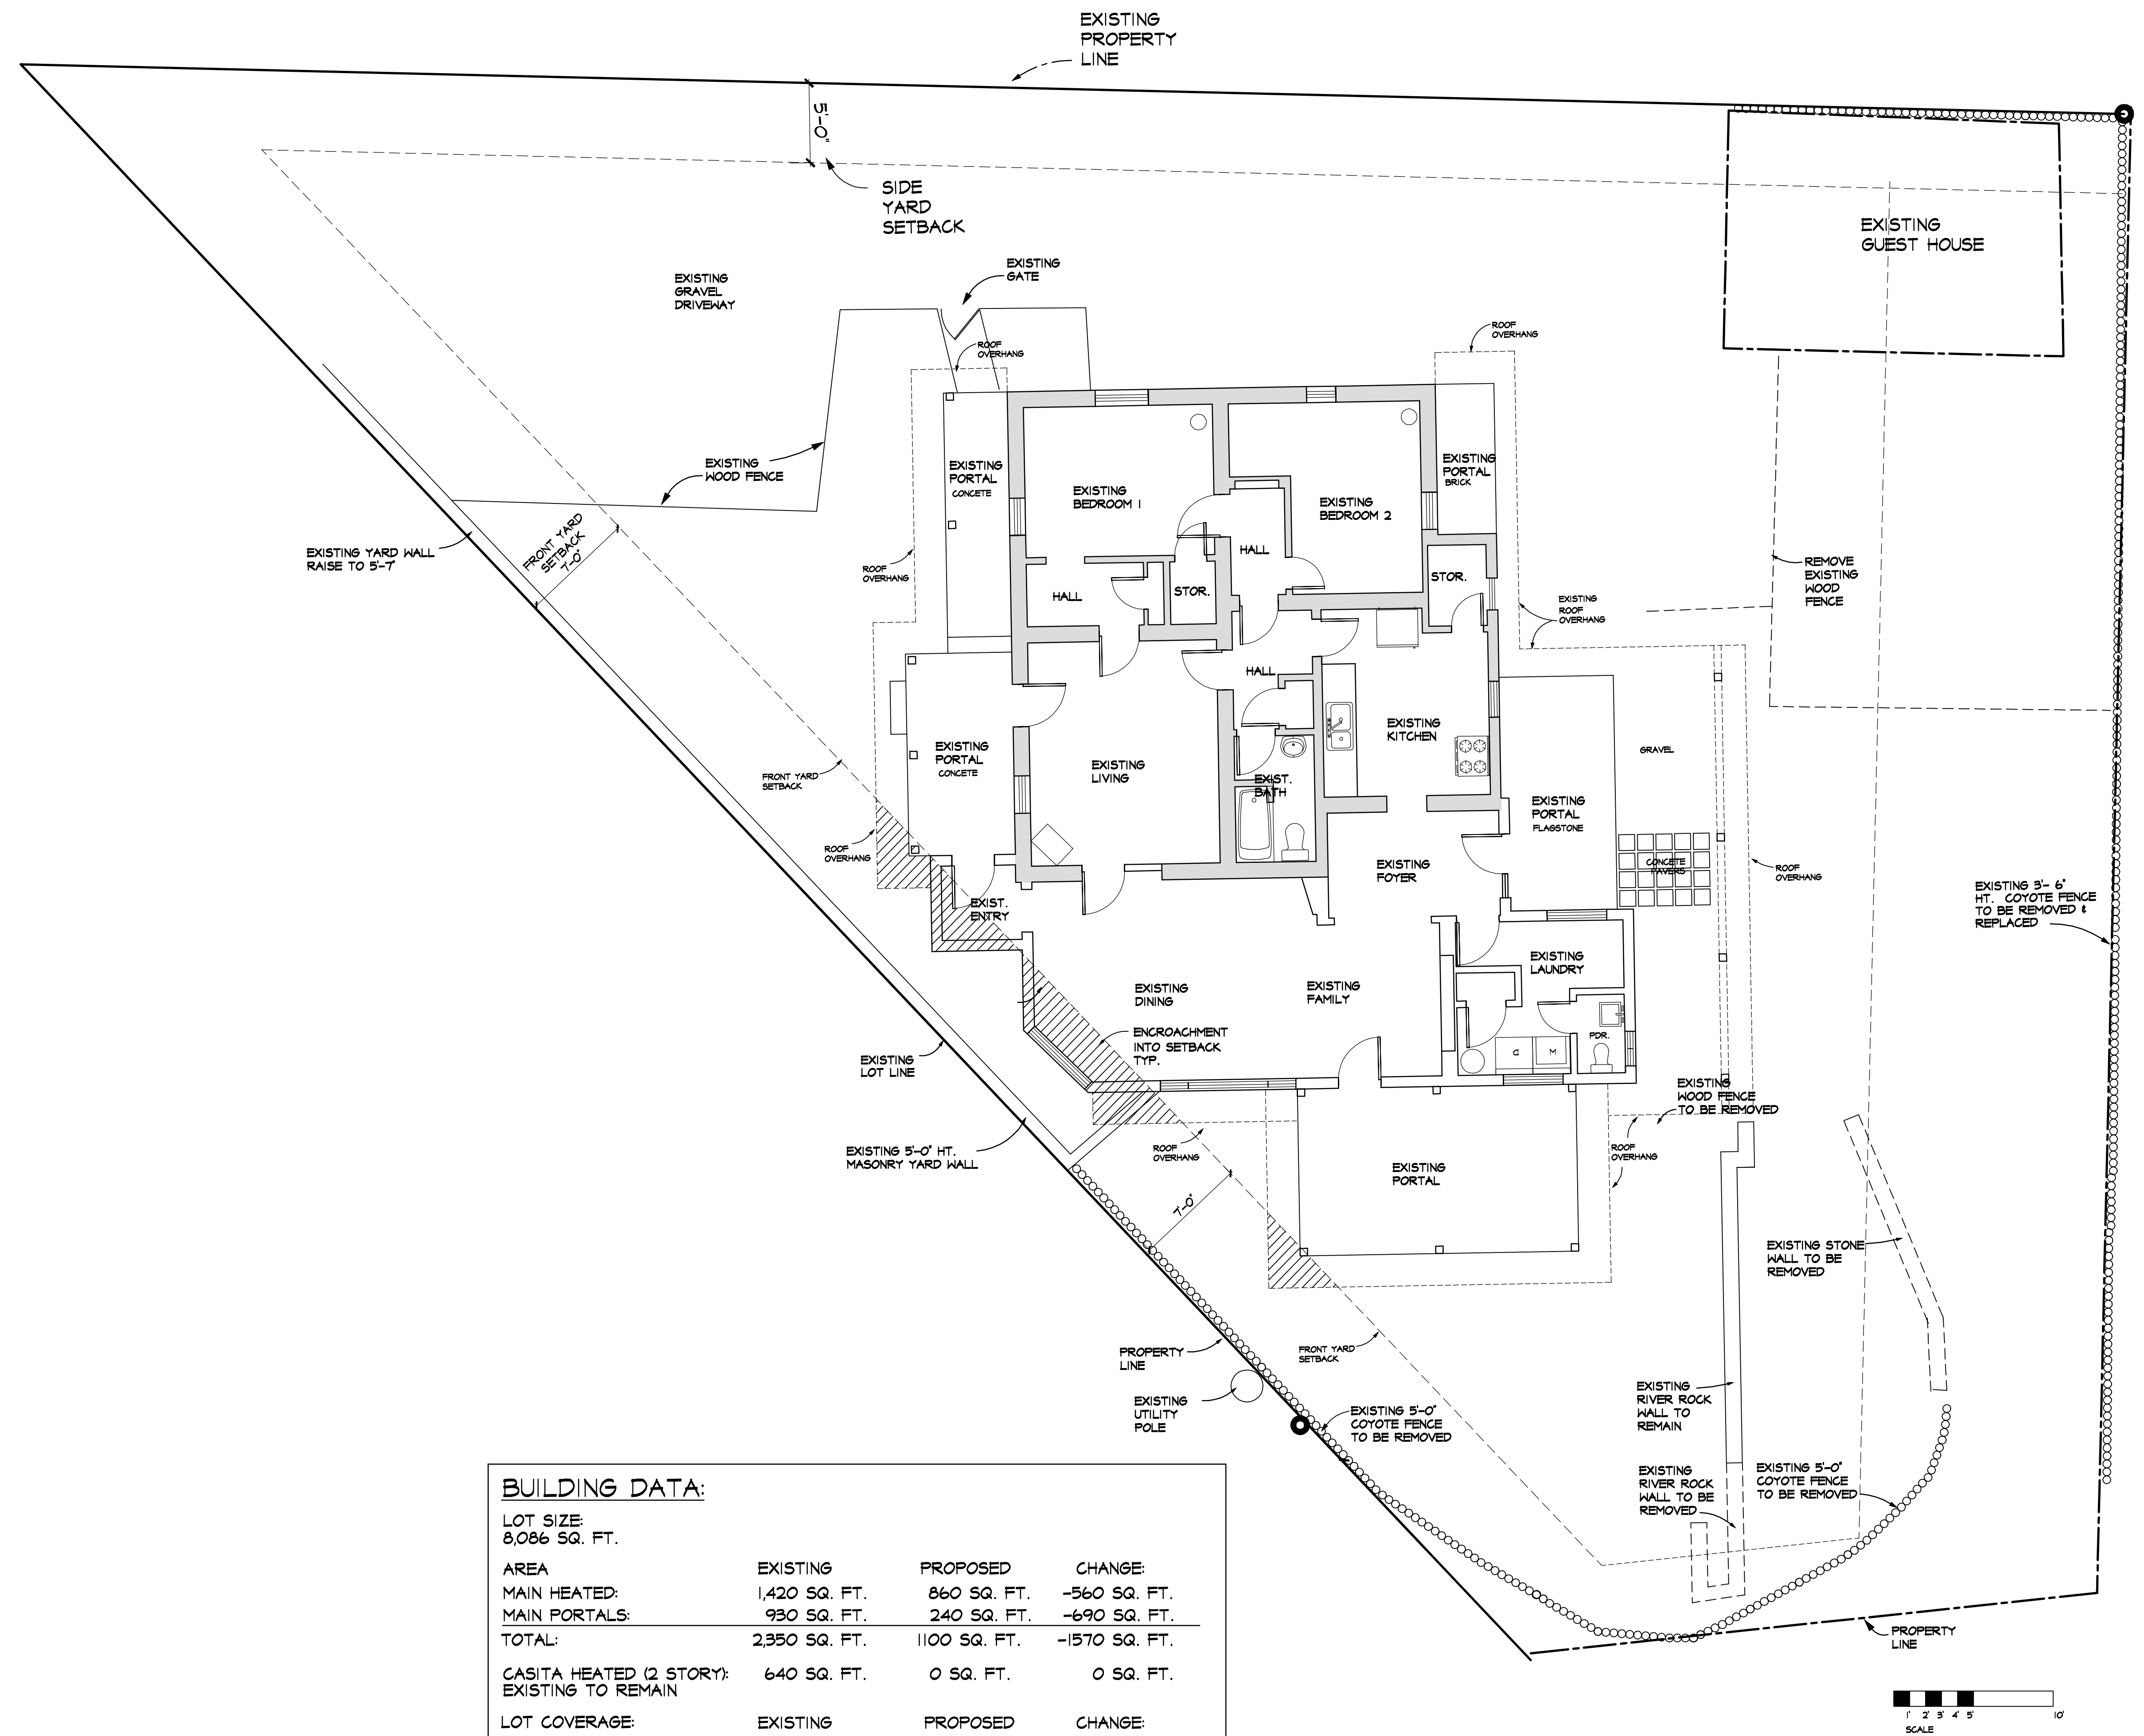 EXISTING
PROPERTY
LINE
5'-0"
SIDE
YARD
SETBACK
EXISTING
GUEST HOUSE
EXISTING
GATE
EXISTING
GRAVEL
DRIVEWAY
ROOF
OVERHANG
ROOF
OVERHANG
EXISTING
WOOD FENCE
EXISTING
PORTAL
CONCETE
EXISTING
BEDROOM 1
EXISTING
BEDROOM 2
EXISTING
PORTAL
BRICK
FRONT YARD
SETBACK
7'-0"
EXISTING YARD WALL
RAISE TO 5'-7"
ROOF
OVERHANG
HALL
HALL
STOR.
STOR.
EXISTING
ROOF
OVERHANG
REMOVE
EXISTING
WOOD
FENCE
HALL
EXISTING
PORTAL
CONCETE
EXISTING
LIVING
EXIST.
BATH
EXISTING
KITCHEN
GRAVEL
FRONT YARD
SETBACK
EXISTING
PORTAL
FLAGSTONE
ROOF
OVERHANG
EXISTING
FOYER
CONCETE
PAVERS
ROOF
OVERHANG
EXISTING 3'- 6"
HT. COYOTE FENCE
TO BE REMOVED &
REPLACED
EXIST.
ENTRY
EXISTING
DINING
EXISTING
FAMILY
EXISTING
LAUNDRY
ENCROACHMENT
INTO SETBACK
TYP.
PDR.
EXISTING
LOT LINE
EXISTING
WOOD FENCE
TO BE REMOVED
EXISTING 5'-0" HT.
MASONRY YARD WALL
ROOF
OVERHANG
ROOF
OVERHANG
EXISTING
PORTAL
7'-0"
EXISTING STONE
WALL TO BE
REMOVED
PROPERTY
LINE
FRONT YARD
SETBACK
EXISTING
UTILITY
POLE
EXISTING 5'-0"
COYOTE FENCE
TO BE REMOVED
EXISTING
RIVER ROCK
WALL TO
REMAIN
EXISTING
RIVER ROCK
WALL TO BE
REMOVED
EXISTING 5'-0"
COYOTE FENCE
TO BE REMOVED
PROPERTY
LINE
BUILDING DATA:
LOT SIZE:
8,086 SQ. FT.
AREA EXISTING PROPOSED CHANGE:
MAIN HEATED: 1,420 SQ. FT. 860 SQ. FT. -560 SQ. FT.
MAIN PORTALS: 930 SQ. FT. 240 SQ. FT. -690 SQ. FT.
TOTAL: 2,350 SQ. FT. 1100 SQ. FT. -1570 SQ. FT.
CASITA HEATED (2 STORY): 640 SQ. FT. 0 SQ. FT. 0 SQ. FT.
EXISTING TO REMAIN
LOT COVERAGE: EXISTING PROPOSED CHANGE:
1' 2' 3' 4' 5' 10'
SCALE